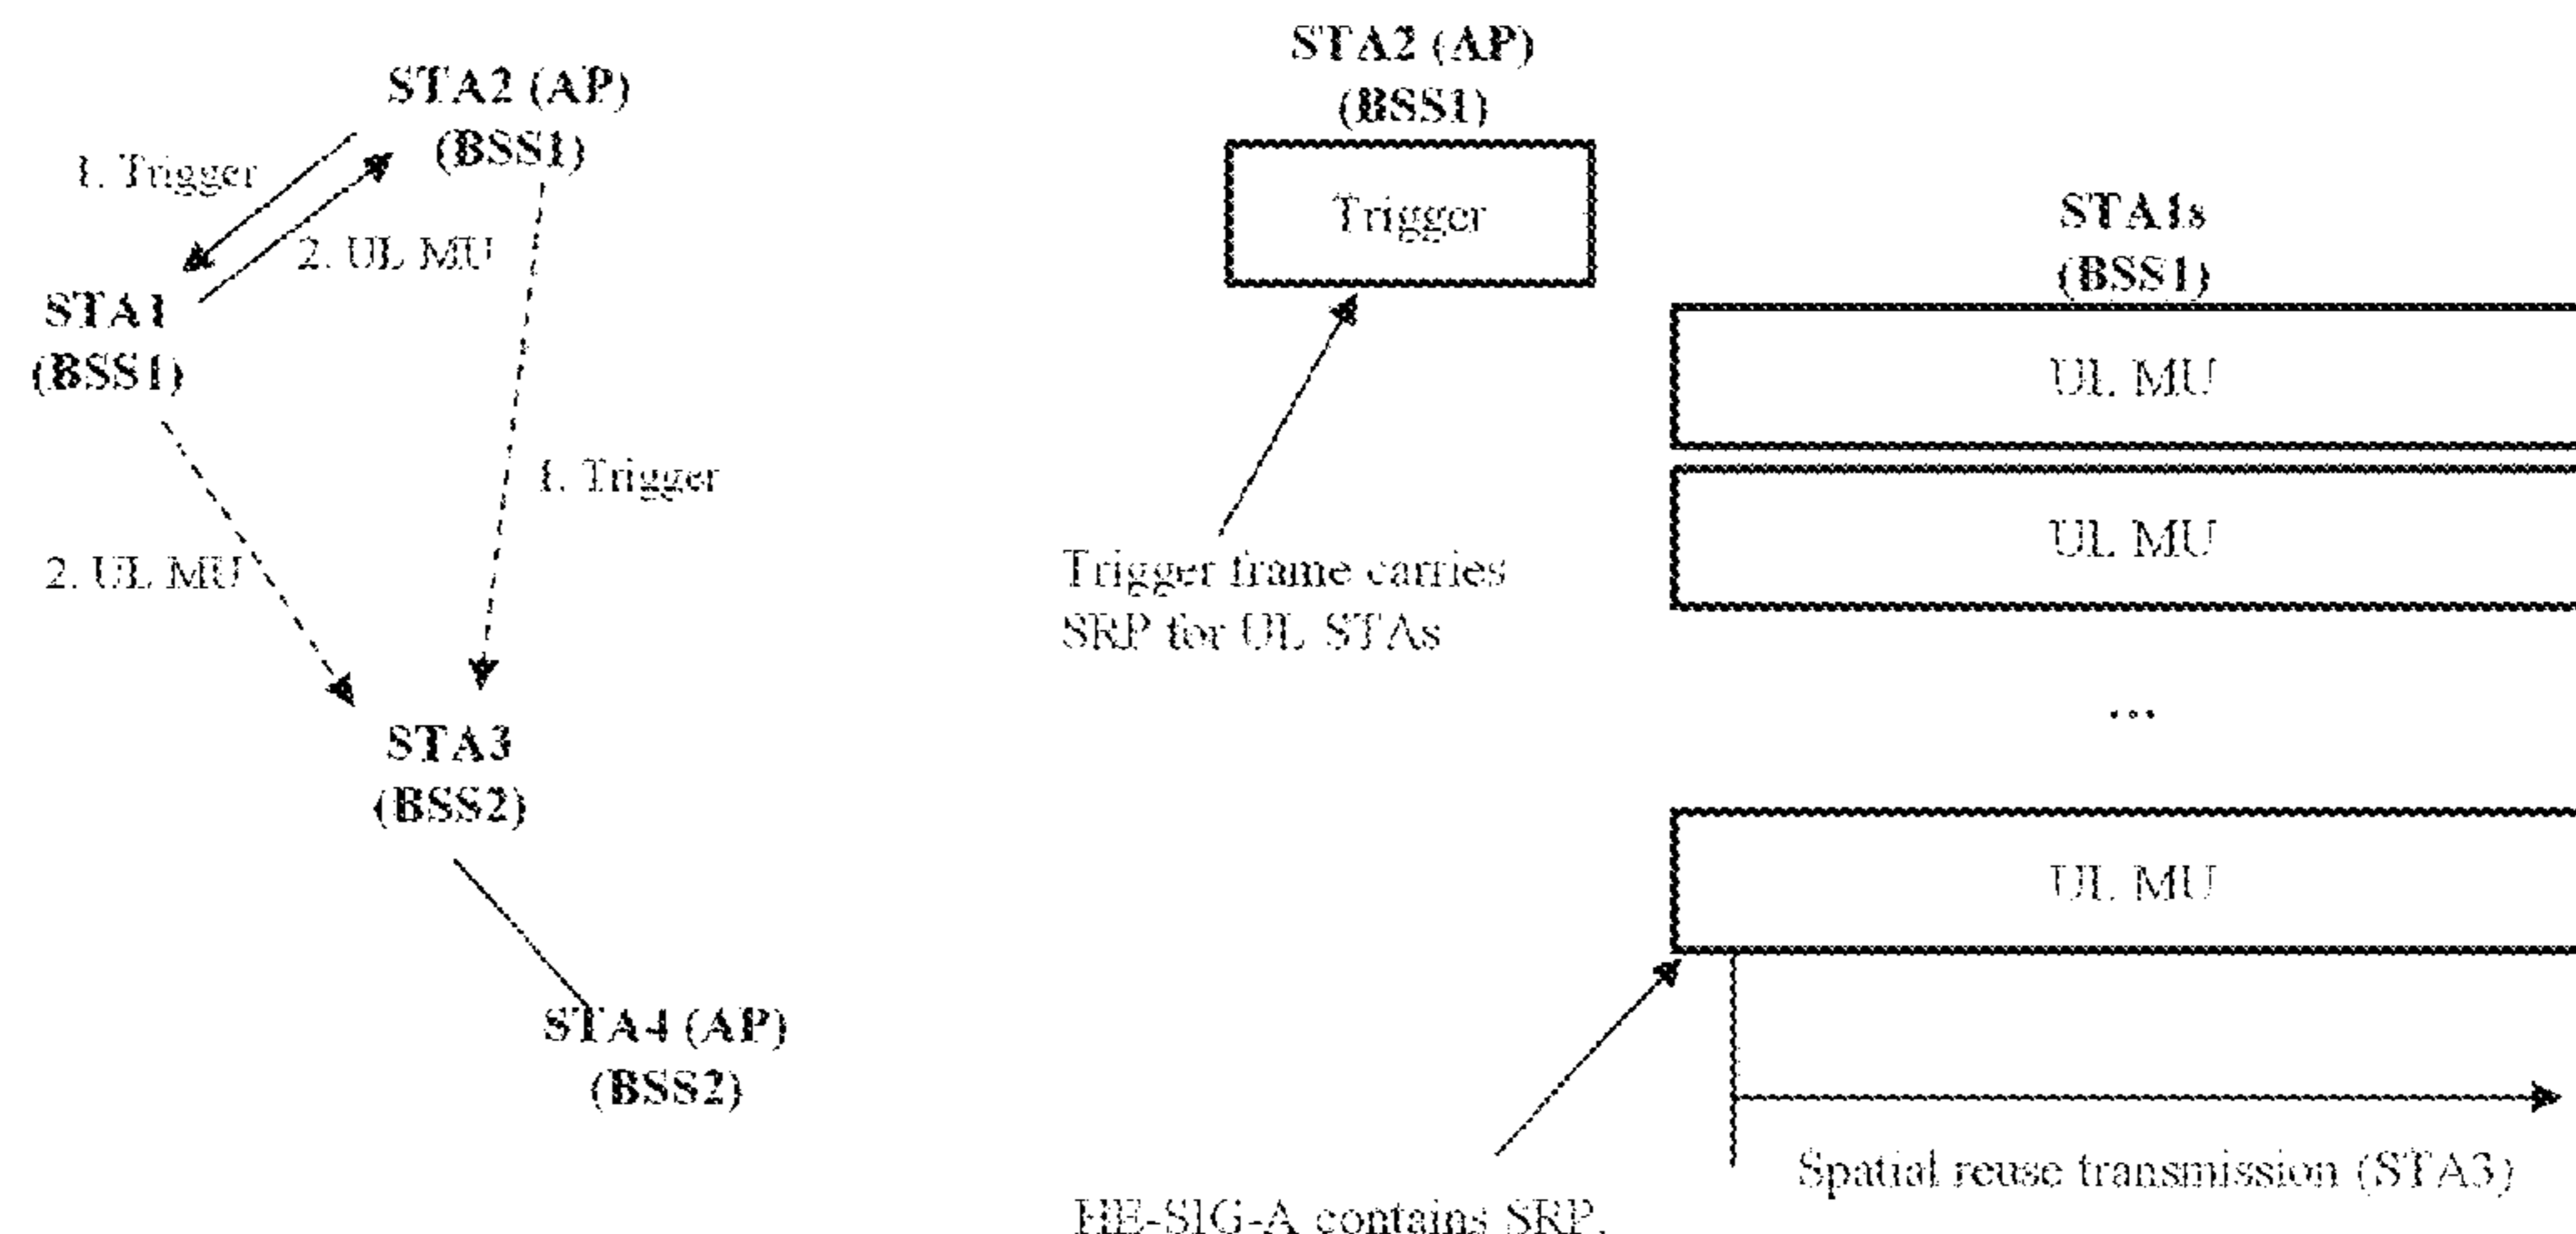 STA2 (AP)
(BSS1)
1. Trigger
2. UL MU
STA1
(BSS1)
1. Trigger
2. UL MU
STA3
(BSS2)
STA4 (AP)
(BSS2)
STA2 (AP)
(BSS1)
Trigger
STA1s
(BSS1)
UL MU
UL MU
Trigger frame carries
SRP for UL STAs
...
UL MU
Spatial reuse transmission (STA3)
HE-SIG-A contains SRP.